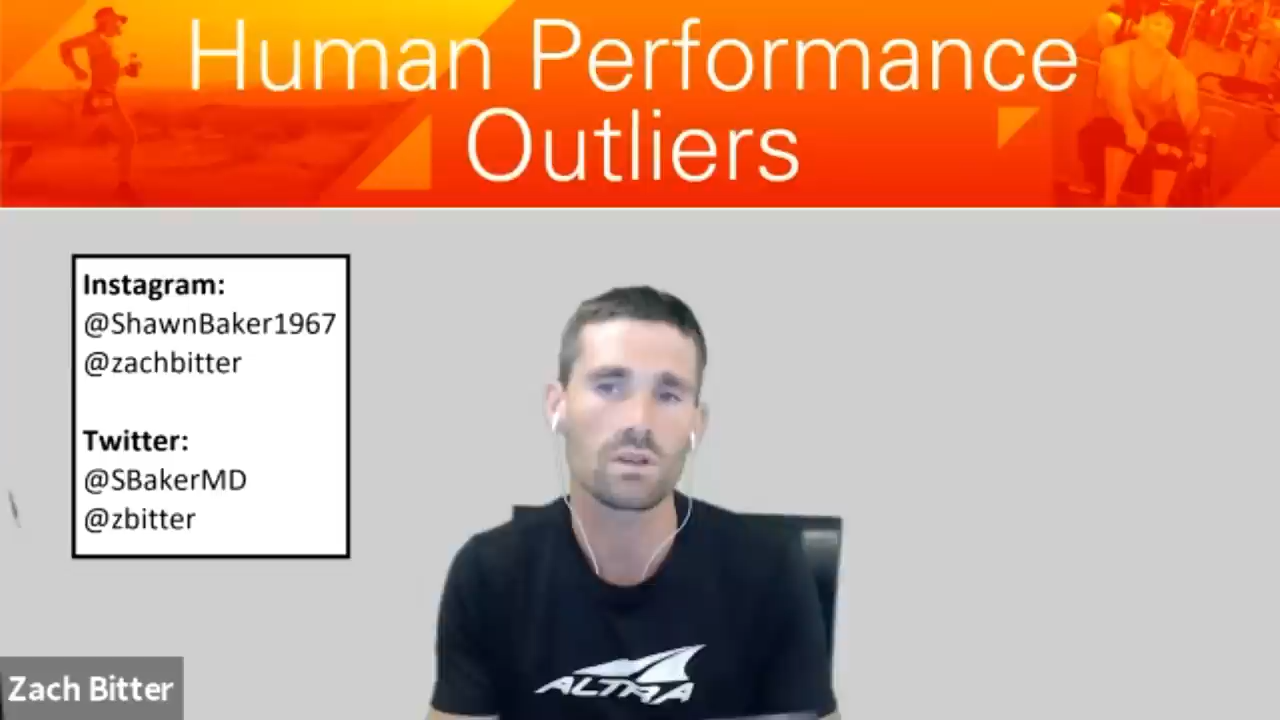 Human Performance
Outliers
Instagram:
@ShawnBaker1967
@zachbitter
Twitter:
@SBakerMD
@zbitter
ALTRA
Zach Bitter